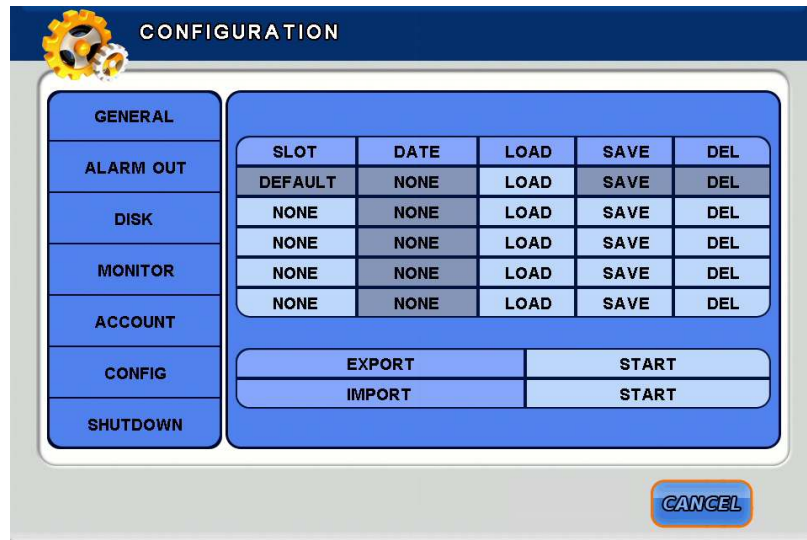 CONFIGURATION
GENERAL
ALARM OUT
DISK
MONITOR
ACCOUNT
CONFIG
SHUTDOWN
SLOT DATE LOAD SAVE DEL
DEFAULT NONE LOAD SAVE DEL
NONE NONE LOAD SAVE DEL
NONE NONE LOAD SAVE DEL
NONE NONE LOAD SAVE DEL
NONE NONE LOAD SAVE DEL
EXPORT START
IMPORT START
CANCEL